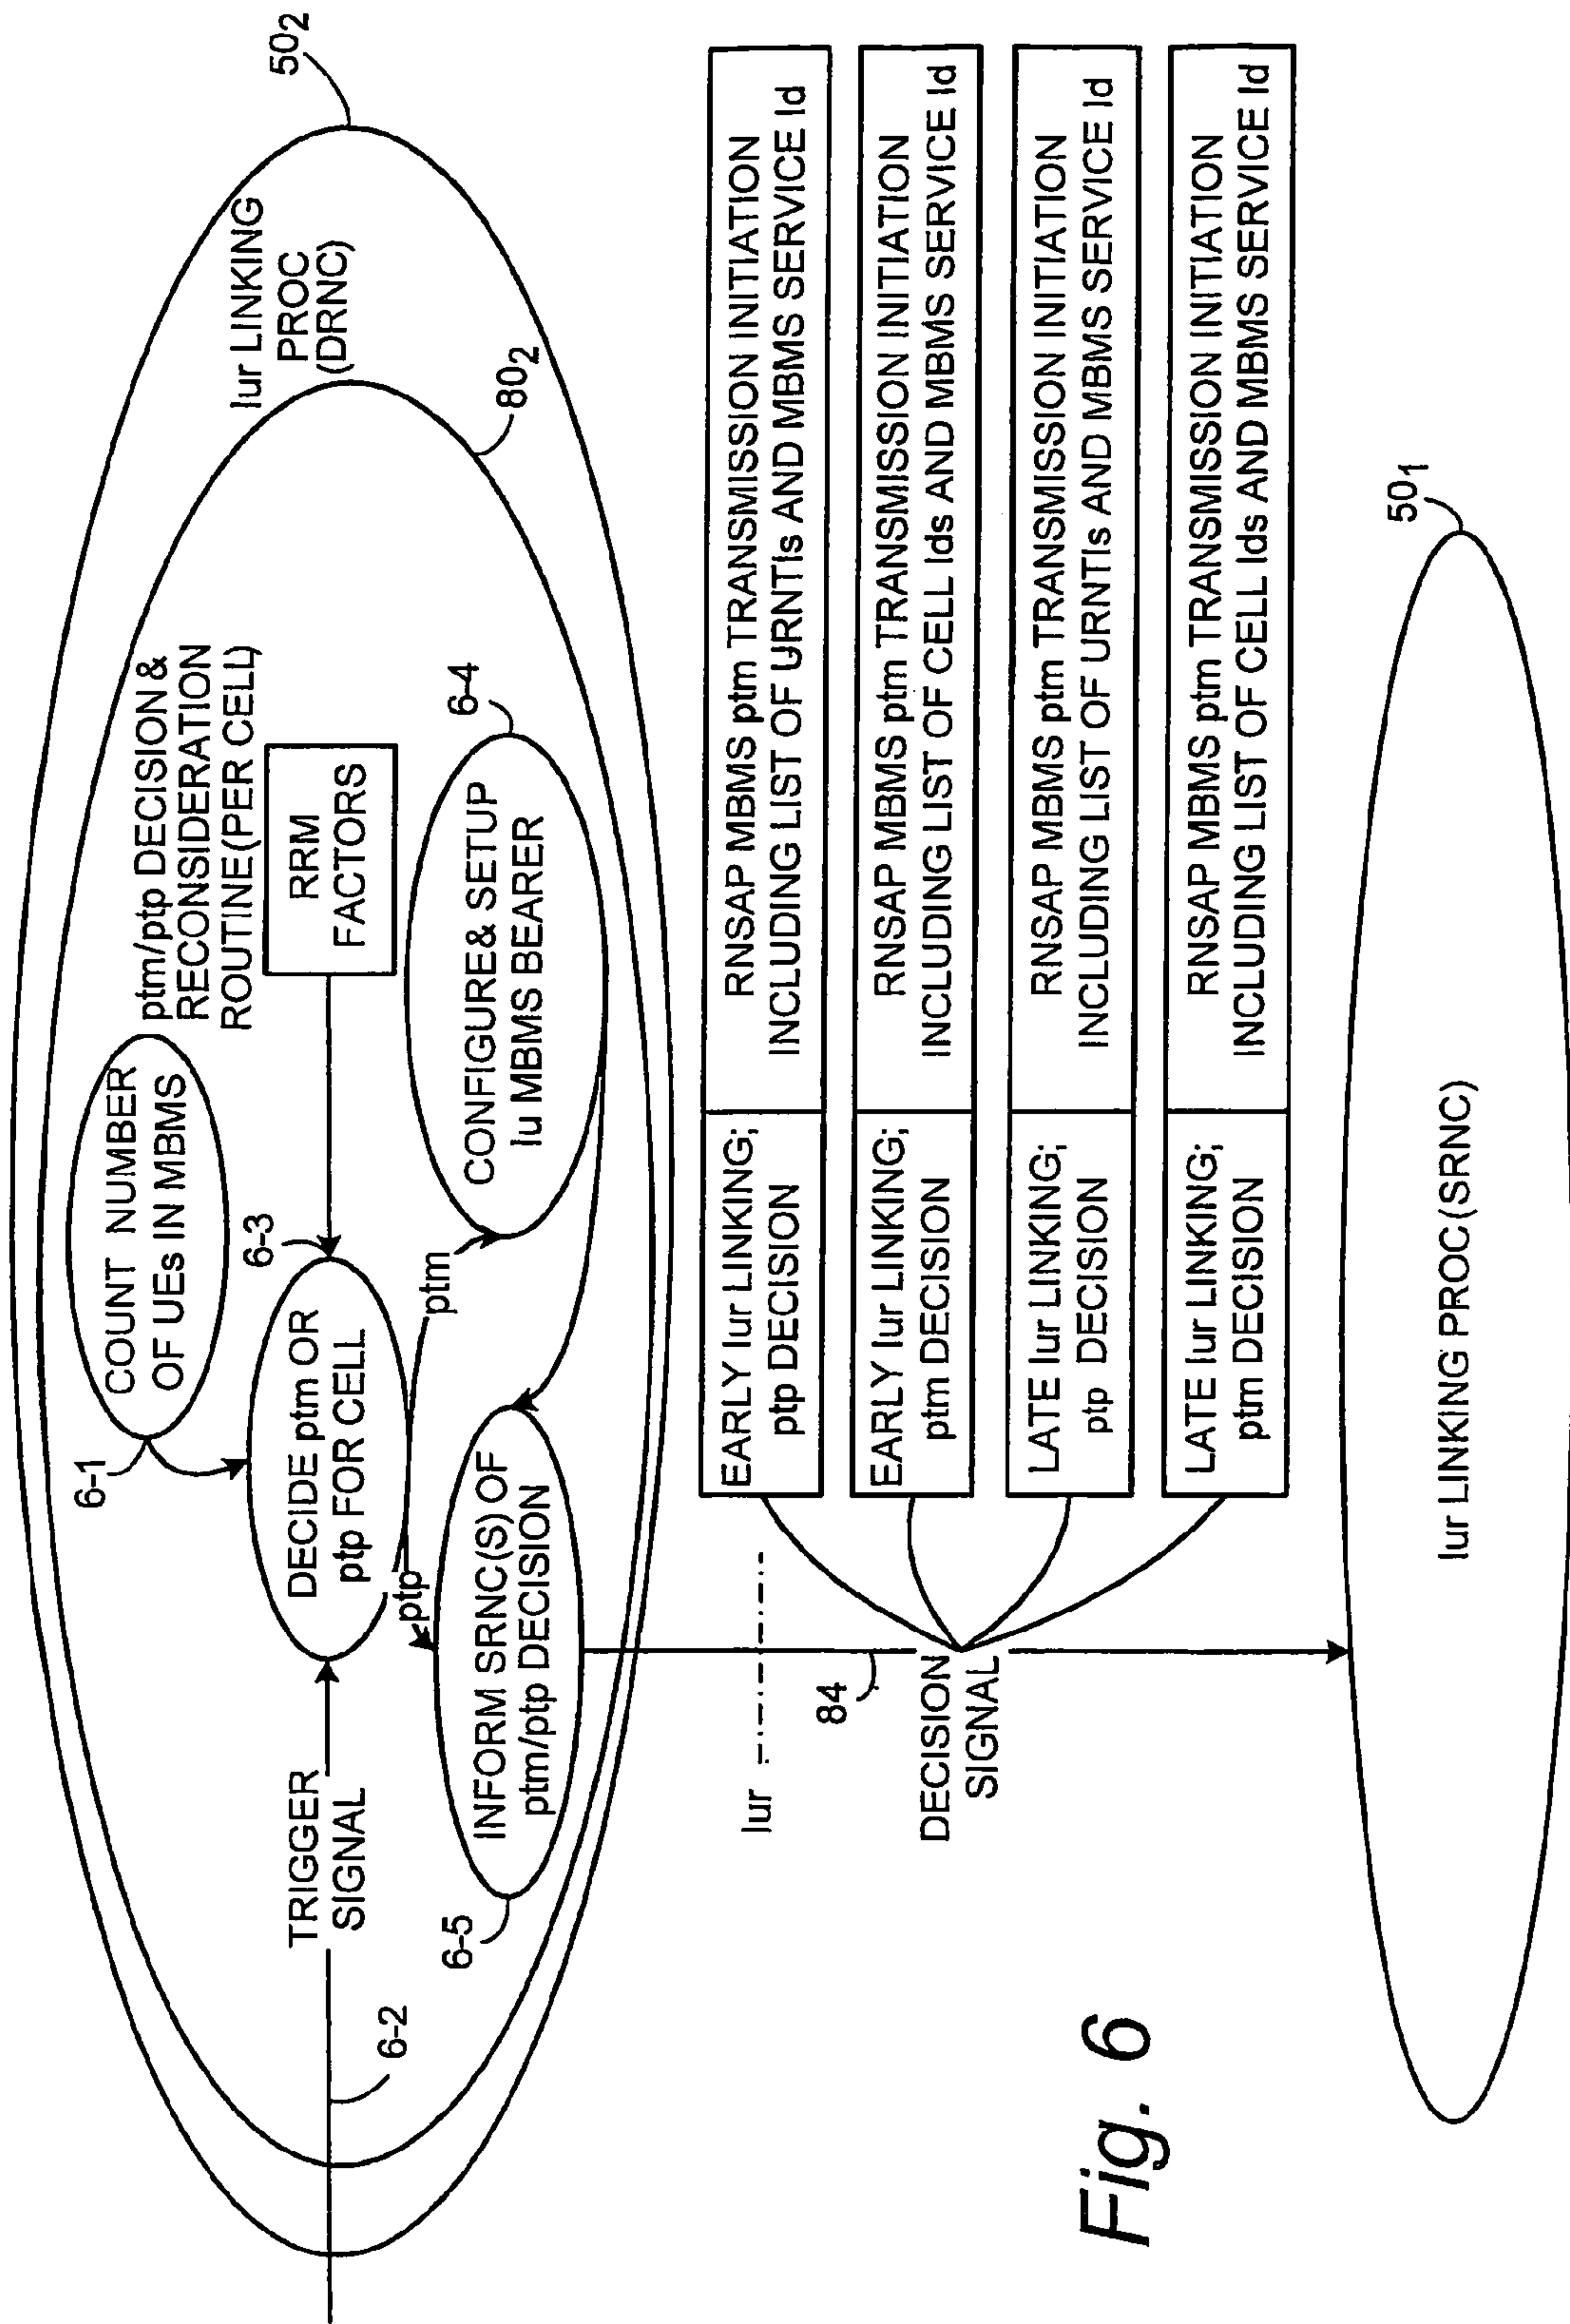 50₂
Iur LINKING
PROC
(DRNC)
80₂
ptm/ptp DECISION &
RECONSIDERATION
ROUTINE(PER CELL)
COUNT NUMBER
OF UEs IN MBMS
6-1
RRM
FACTORS
6-3
DECIDE ptm OR
ptp FOR CELL
TRIGGER
SIGNAL
6-2
ptm
6-4
CONFIGURE& SETUP
Iu MBMS BEARER
ptp
INFORM SRNC(S) OF
ptm/ptp DECISION
6-5
Iur
84
DECISION
SIGNAL
EARLY Iur LINKING;
ptp DECISION
RNSAP MBMS ptm TRANSMISSION INITIATION
INCLUDING LIST OF URNTIs AND MBMS SERVICE Id
EARLY Iur LINKING;
ptm DECISION
RNSAP MBMS ptm TRANSMISSION INITIATION
INCLUDING LIST OF CELL Ids AND MBMS SERVICE Id
LATE Iur LINKING;
ptp DECISION
RNSAP MBMS ptm TRANSMISSION INITIATION
INCLUDING LIST OF URNTIs AND MBMS SERVICE Id
LATE Iur LINKING;
ptm DECISION
RNSAP MBMS ptm TRANSMISSION INITIATION
INCLUDING LIST OF CELL Ids AND MBMS SERVICE Id
50₁
Iur LINKING PROC(SRNC)
Fig. 6